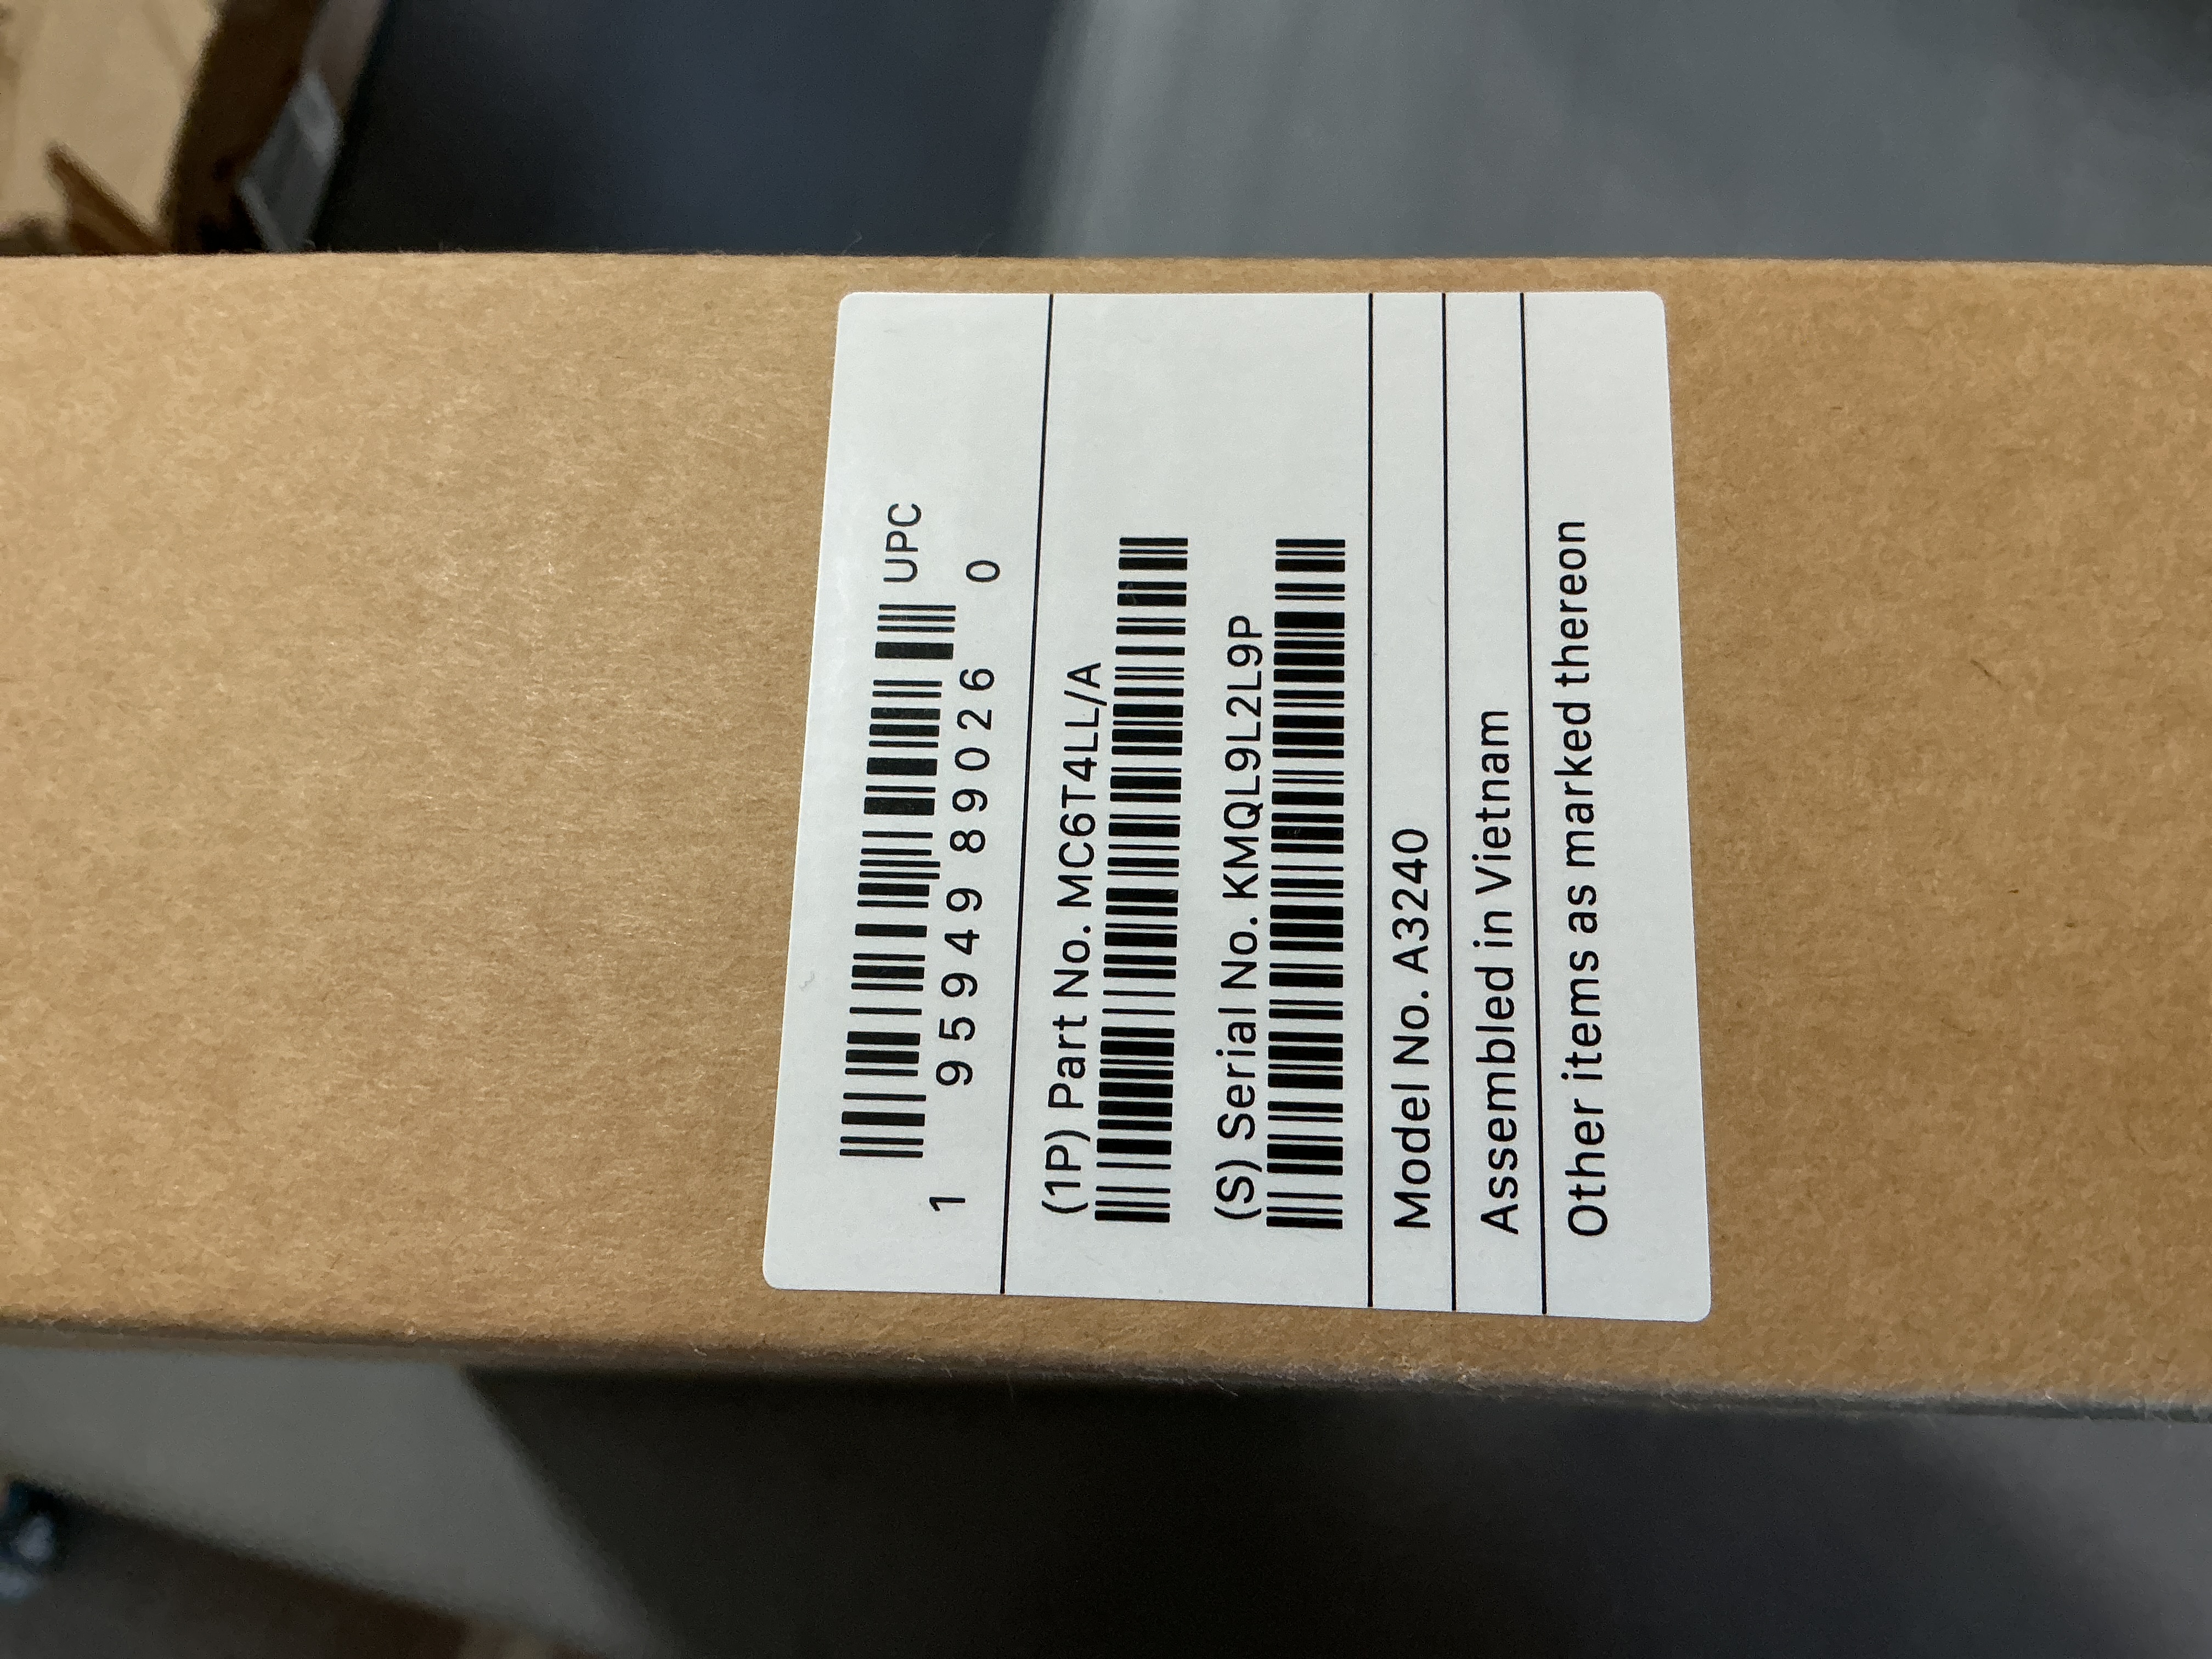 UPC
1 95949 89026 0
(1P) Part No. MC6T4LL/A
(S) Serial No. KMQL9L2L9P
Model No. A3240
Assembled in Vietnam
Other items as marked thereon